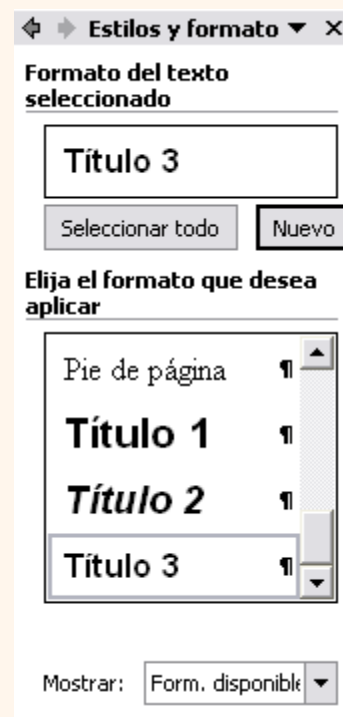 Estilos y formato
Formato del texto
seleccionado
Título 3
Seleccionar todo Nuevo
Elija el formato que desea
aplicar
Pie de página ¶
Título 1 ¶
Título 2 ¶
Título 3 ¶
Mostrar: Form. disponible